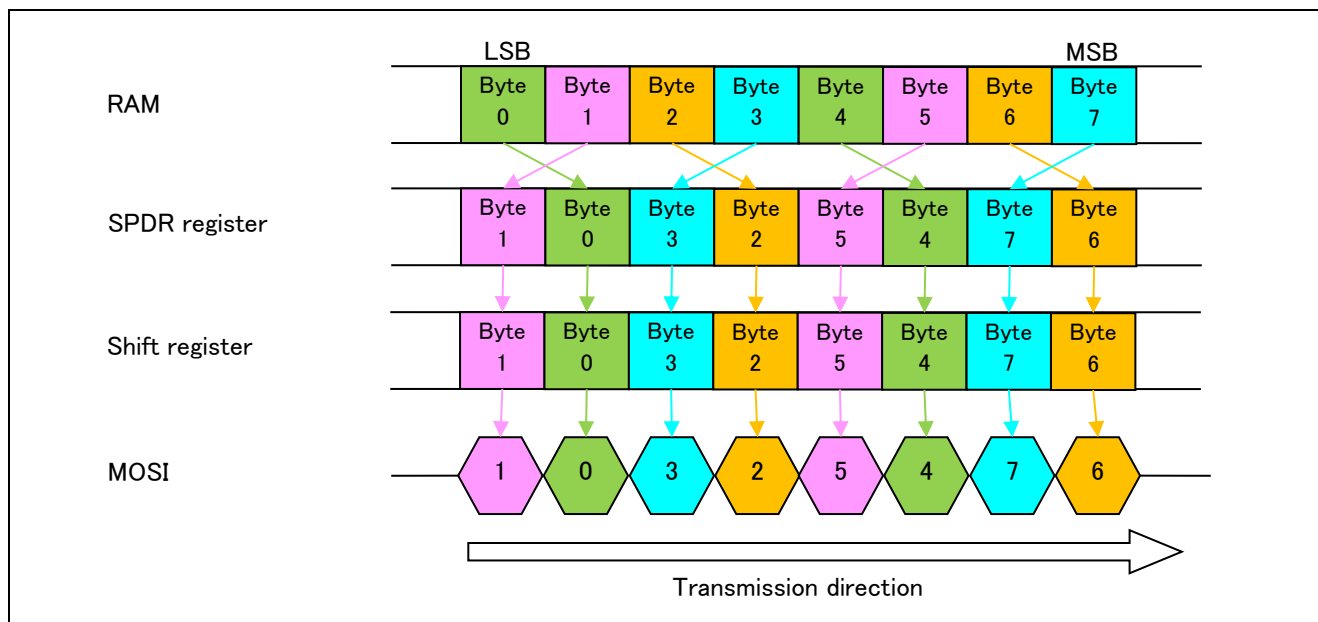 LSB MSB
RAM
Byte Byte Byte Byte Byte Byte Byte Byte
0 1 2 3 4 5 6 7
SPDR register
Byte Byte Byte Byte Byte Byte Byte Byte
1 0 3 2 5 4 7 6
Shift register
Byte Byte Byte Byte Byte Byte Byte Byte
1 0 3 2 5 4 7 6
MOSI
1 0 3 2 5 4 7 6
Transmission direction